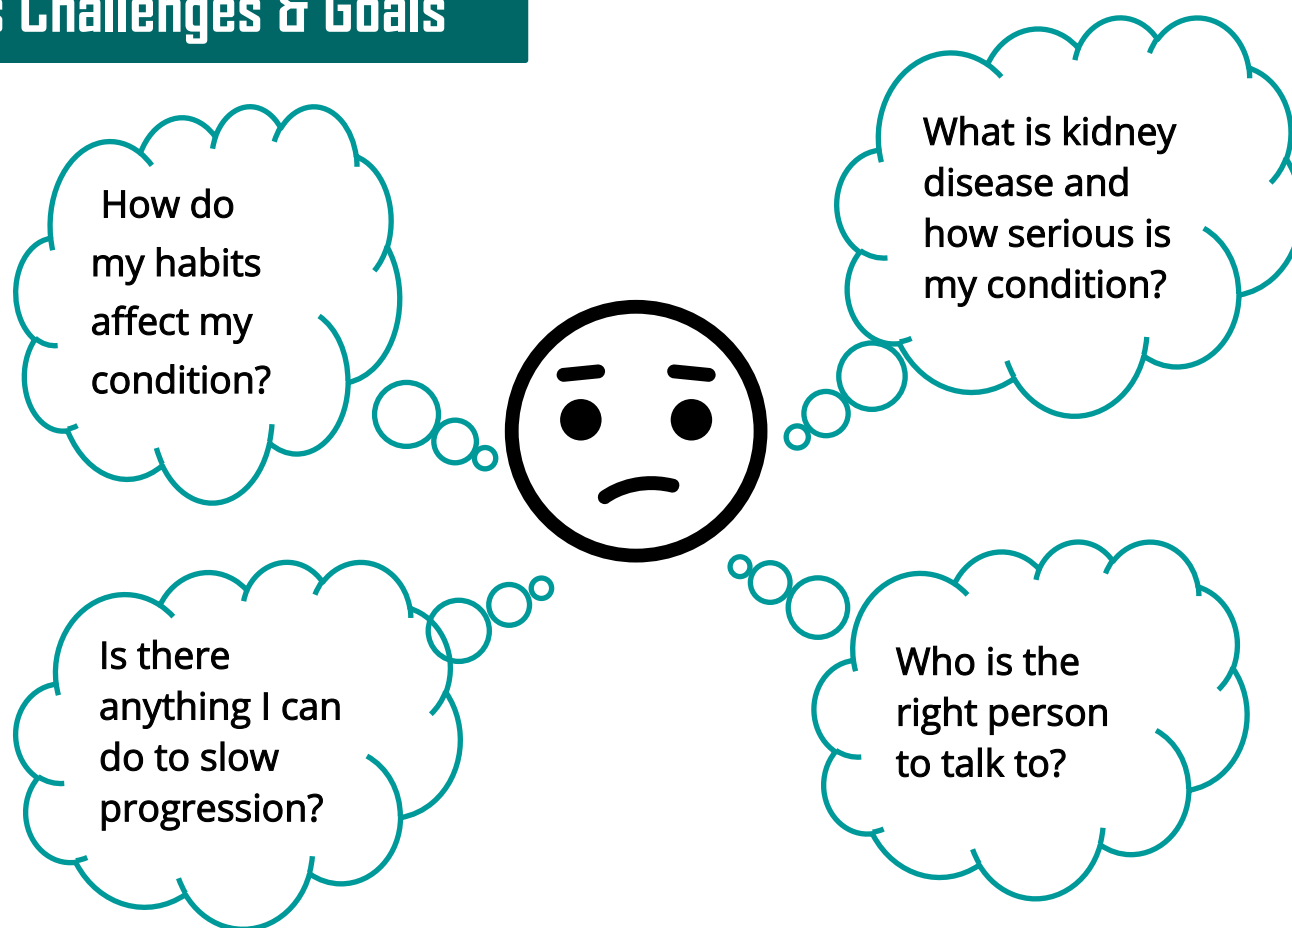 s Challenges & Goals
How do
my habits
affect my
condition?
What is kidney
disease and
how serious is
my condition?
Is there
anything I can
do to slow
progression?
Who is the
right person
to talk to?